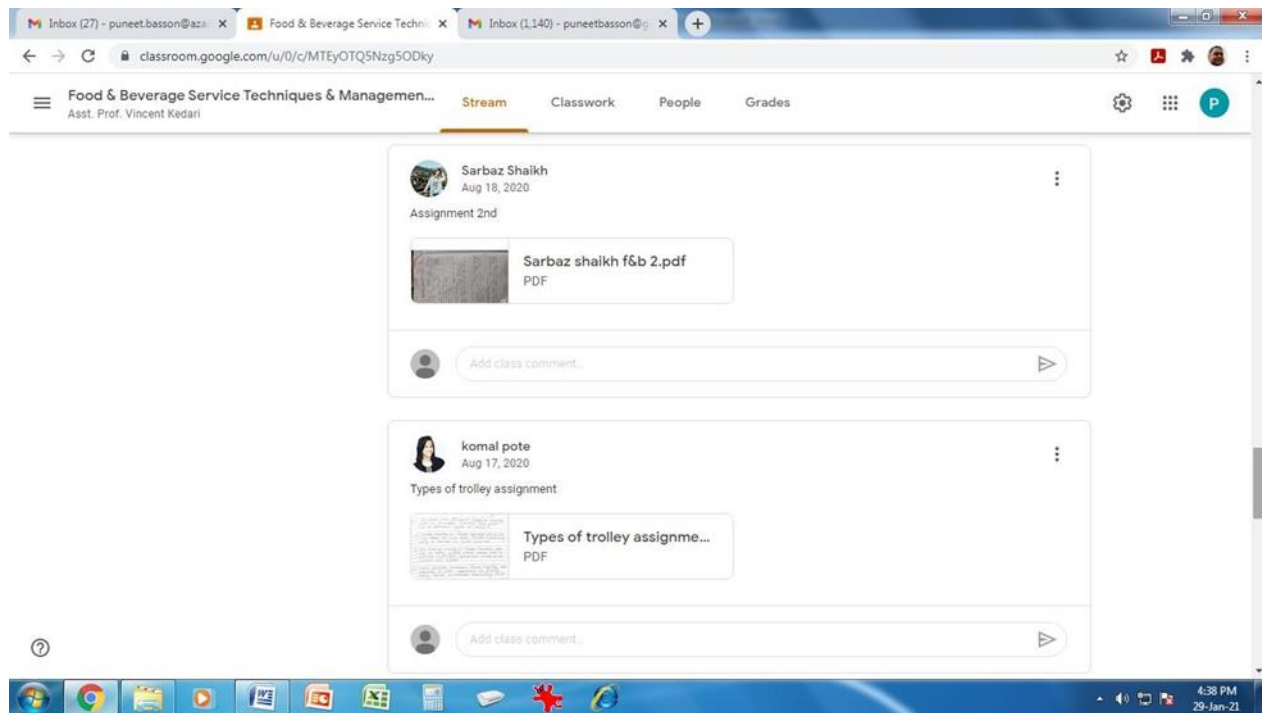 Inbox (27) - puneet.basson@aza
Food & Beverage Service Technic
Inbox (1,140) - puneetbasson@g
classroom.google.com/u/0/c/MTEyOTQ5Nzg5ODky
Food & Beverage Service Techniques & Managemen...
Asst. Prof. Vincent Kedari
Stream
Classwork
People
Grades
P
Sarbaz Shaikh
Aug 18, 2020
Assignment 2nd
Sarbaz shaikh f&b 2.pdf
PDF
Add class comment...
komal pote
Aug 17, 2020
Types of trolley assignment
Types of trolley assignme...
PDF
Add class comment...
4:38 PM
29-Jan-21